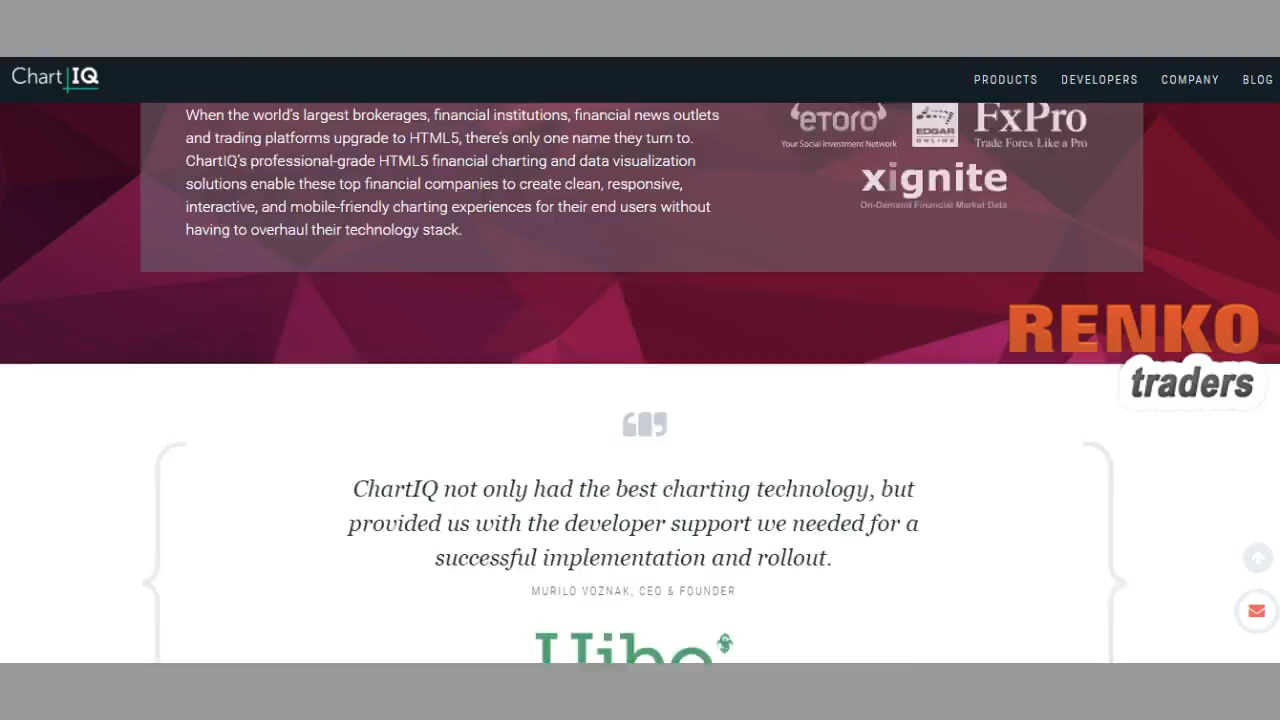 Chart IQ
PRODUCTS DEVELOPERS COMPANY BLOG
When the world's largest brokerages, financial institutions, financial news outlets
and trading platforms upgrade to HTML5, there's only one name they turn to.
ChartIQ's professional-grade HTML5 financial charting and data visualization
solutions enable these top financial companies to create clean, responsive,
interactive, and mobile-friendly charting experiences for their end users without
having to overhaul their technology stack.
eTORO
Your Social Investment Network
EDGAR
ONLINE
FxPro
Trade Forex Like a Pro
xignite
On-Demand Financial Market Data
RENKO
traders
ChartIQ not only had the best charting technology, but
provided us with the developer support we needed for a
successful implementation and rollout.
MURILO VOZNAK, CEO & FOUNDER